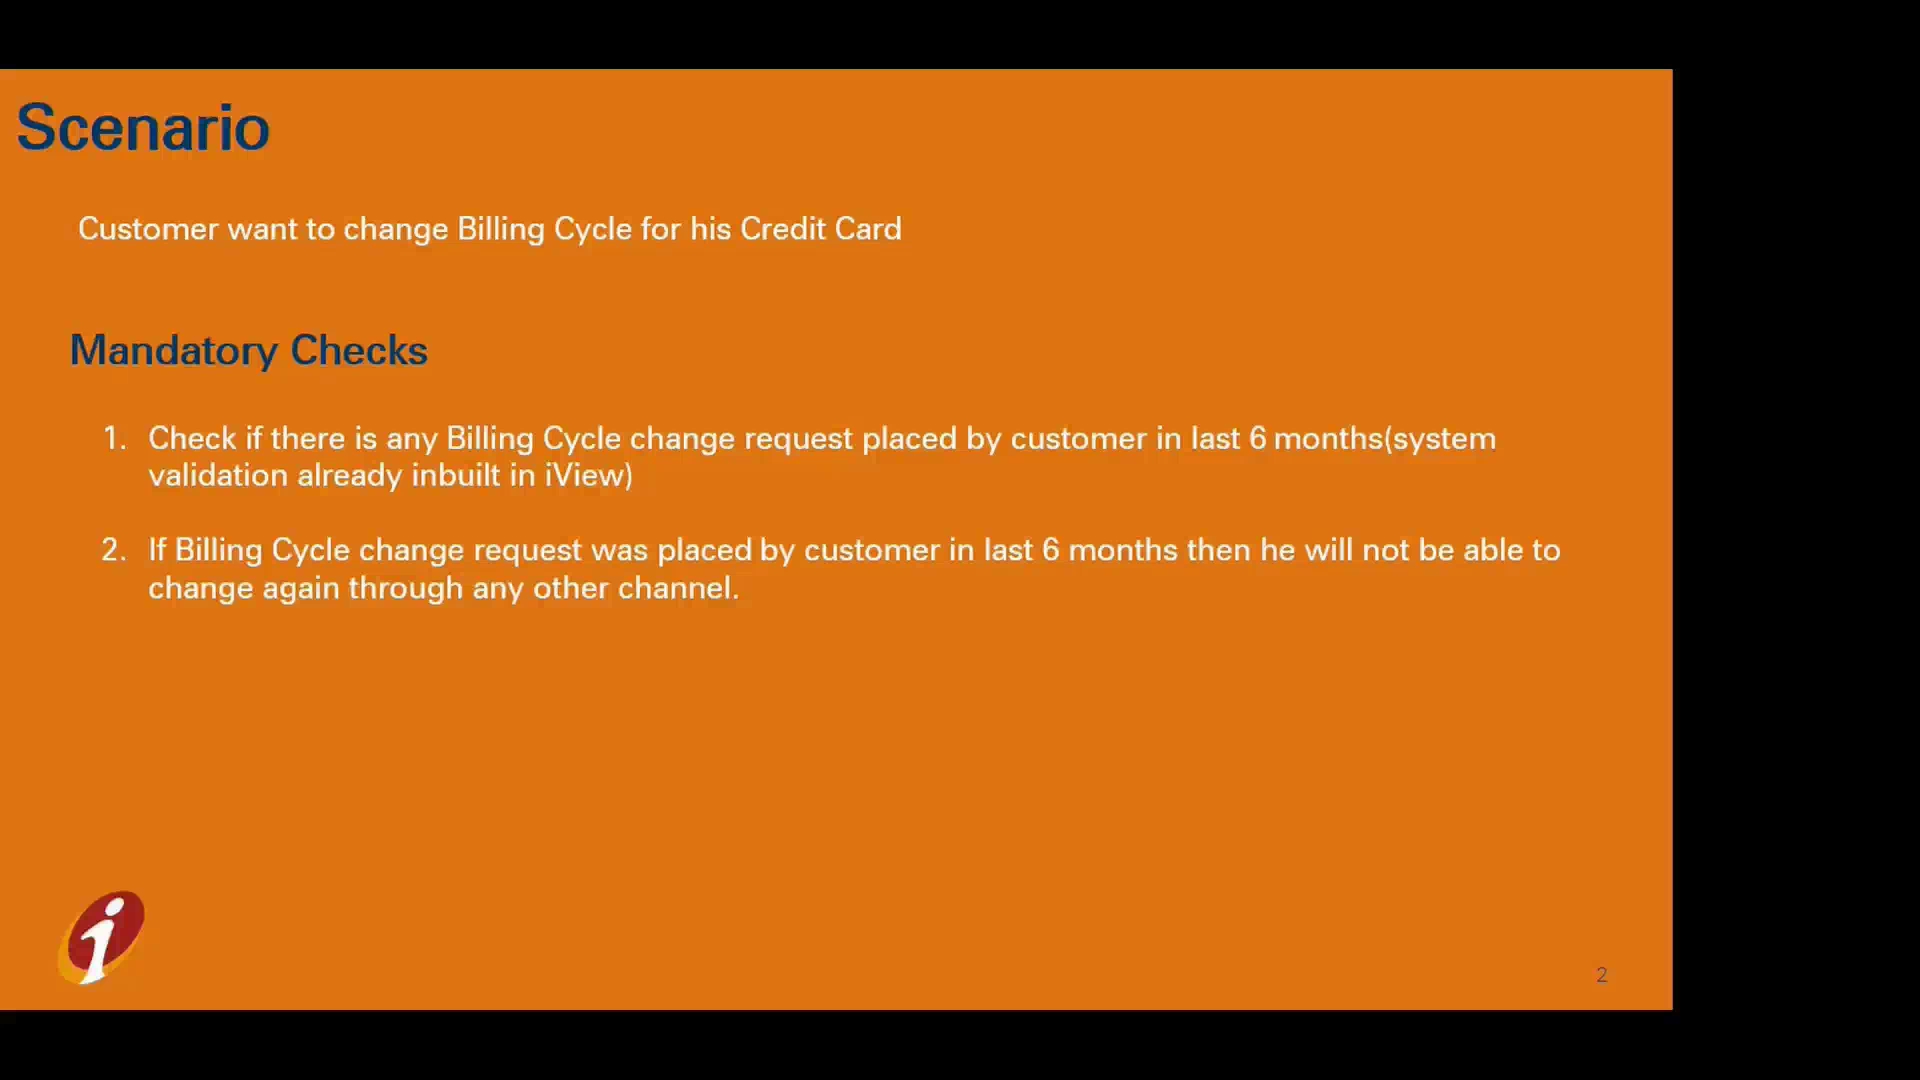 Scenario
Customer want to change Billing Cycle for his Credit Card
Mandatory Checks
1. Check if there is any Billing Cycle change request placed by customer in last 6 months(system
validation already inbuilt in iView)
2. If Billing Cycle change request was placed by customer in last 6 months then he will not be able to
change again through any other channel.
i
2